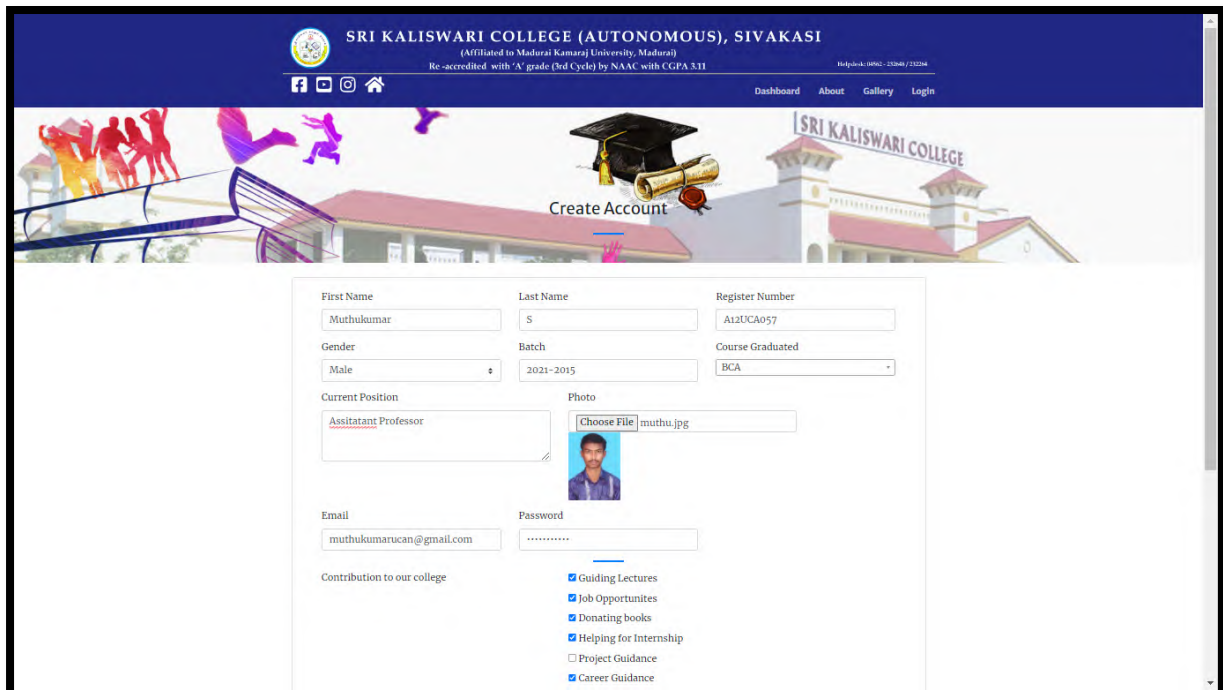 SRI KALISWARI COLLEGE (AUTONOMOUS), SIVAKASI
(Affiliated to Madurai Kamaraj University, Madurai)
Re -accredited with ‘A’ grade (3rd Cycle) by NAAC with CGPA 3.11
Helpdesk: 04562 - 232648 / 232264
Dashboard About Gallery Login
SRI KALISWARI COLLEGE
Create Account
First Name Last Name Register Number
Muthukumar S A12UCA057
Gender Batch Course Graduated
Male 2021-2015 BCA
Current Position Photo
Assitatant Professor Choose File muthu.jpg
Email Password
muthukumarucan@gmail.com ···········
Contribution to our college
Guiding Lectures
Job Opportunites
Donating books
Helping for Internship
Project Guidance
Career Guidance